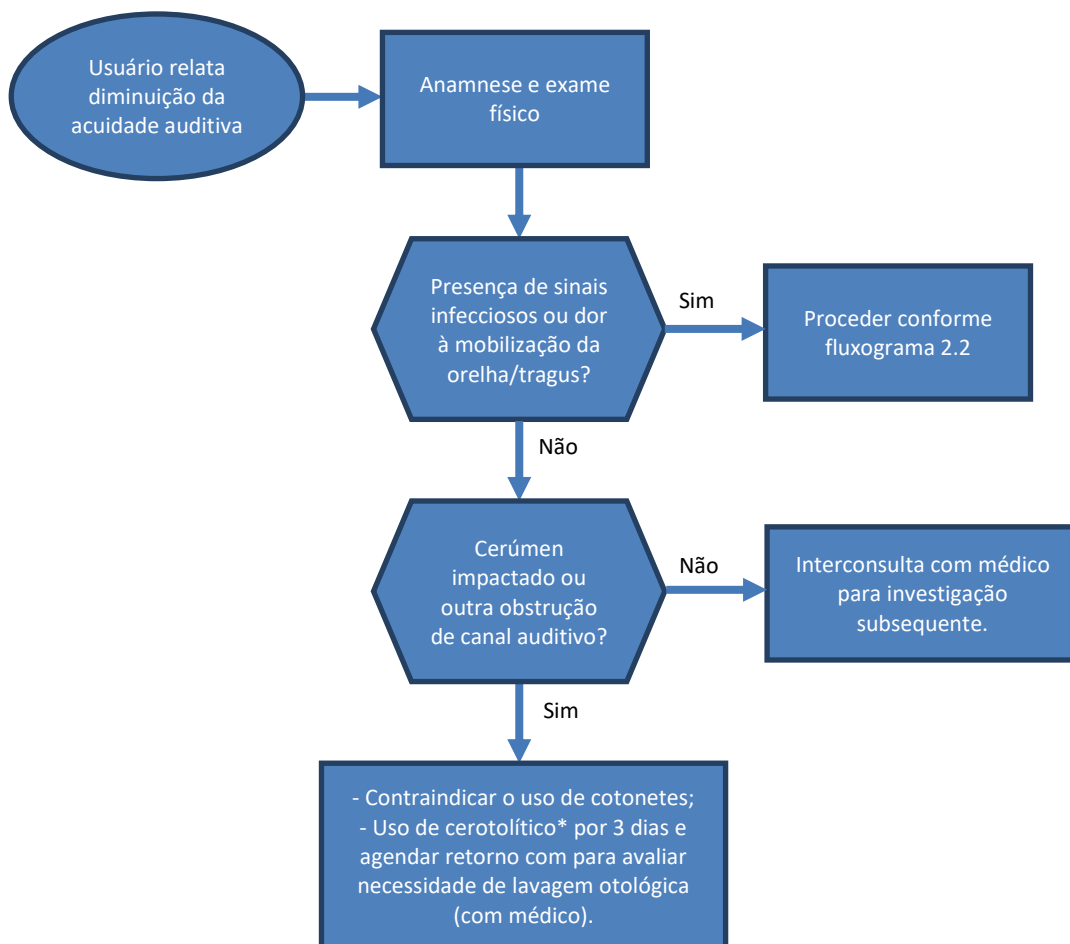 Usuário relata
diminuição da
acuidade auditiva
Anamnese e exame
físico
Presença de sinais
infecciosos ou dor
à mobilização da
orelha/tragus?
Sim
Proceder conforme
fluxograma 2.2
Não
Cerúmen
impactado ou
outra obstrução
de canal auditivo?
Não
Interconsulta com médico
para investigação
subsequente.
Sim
- Contraindicar o uso de cotonetes;
- Uso de cerotolítico* por 3 dias e
agendar retorno com para avaliar
necessidade de lavagem otológica
(com médico).